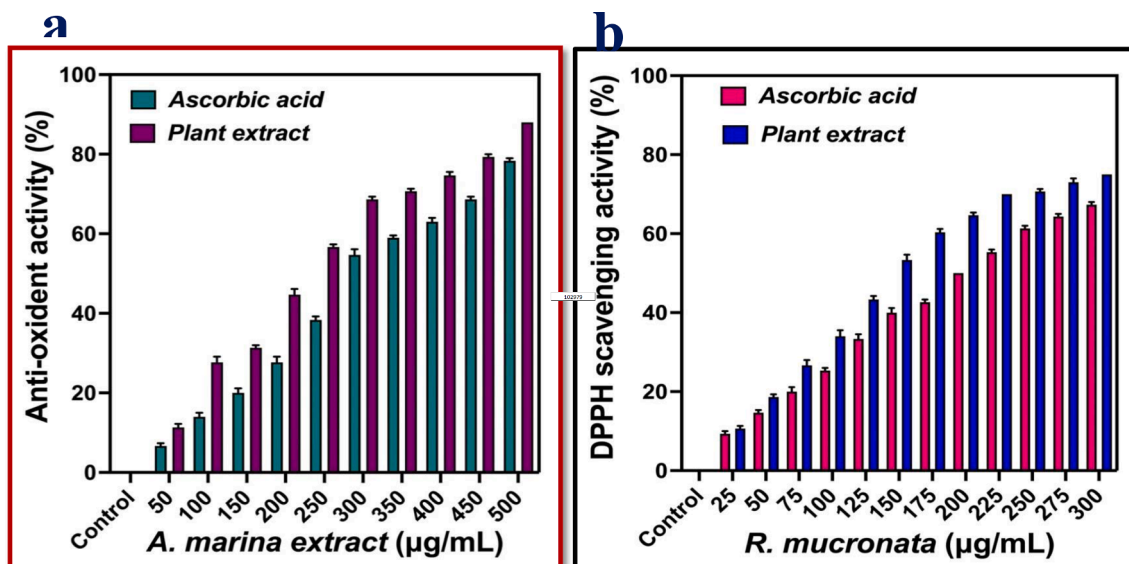 a
Anti-oxident activity (%)
100
80
60
40
20
0
Ascorbic acid
Plant extract
Control
50
100
150
200
250
300
350
400
450
500
A. marina extract (µg/mL)
102979
b
DPPH scavenging activity (%)
100
80
60
40
20
0
Ascorbic acid
Plant extract
Control
25
50
75
100
125
150
175
200
225
250
275
300
R. mucronata (µg/mL)